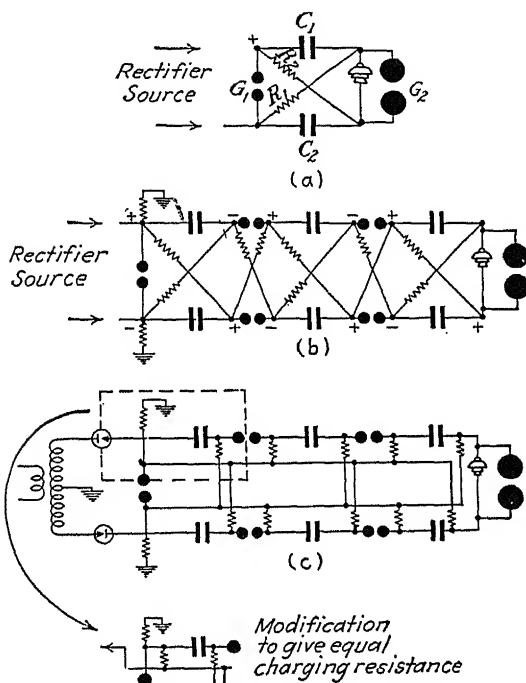 C1
+
Rectifier
Source
G1
R1
G2
C2
(a)
+
- +
- +
+
Rectifier
Source
-
+ -
+ -
+
(b)
(c)
Modification
to give equal
charging resistance